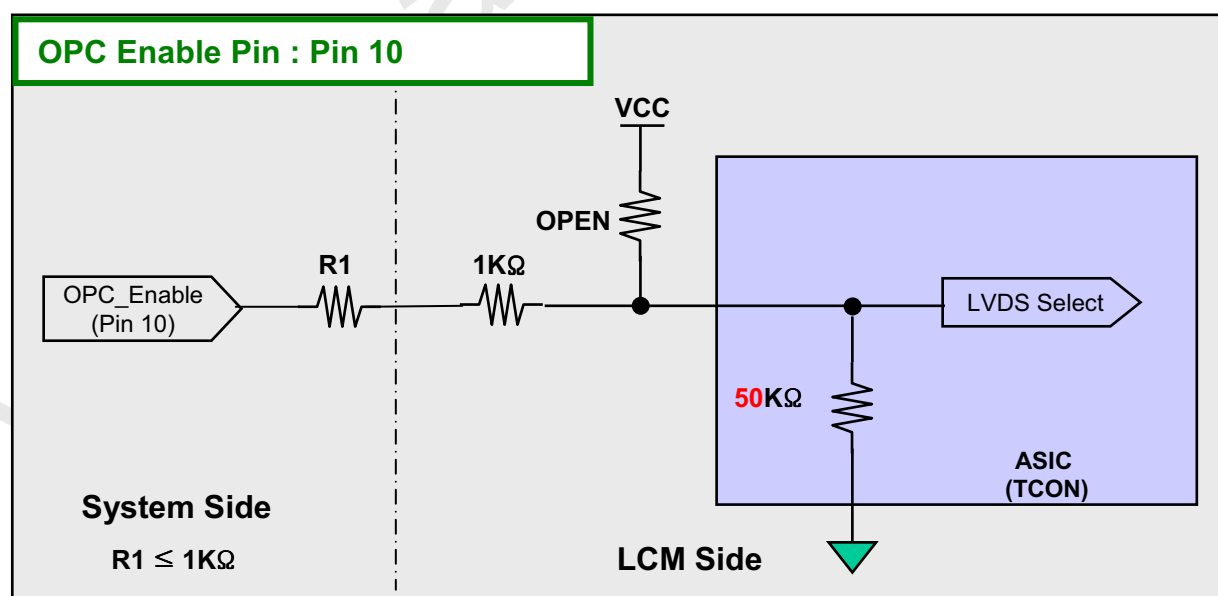 OPC Enable Pin : Pin 10
VCC
OPEN
R1
1KΩ
OPC_Enable
(Pin 10)
LVDS Select
50KΩ
ASIC
(TCON)
System Side
R1 ≤ 1KΩ
LCM Side